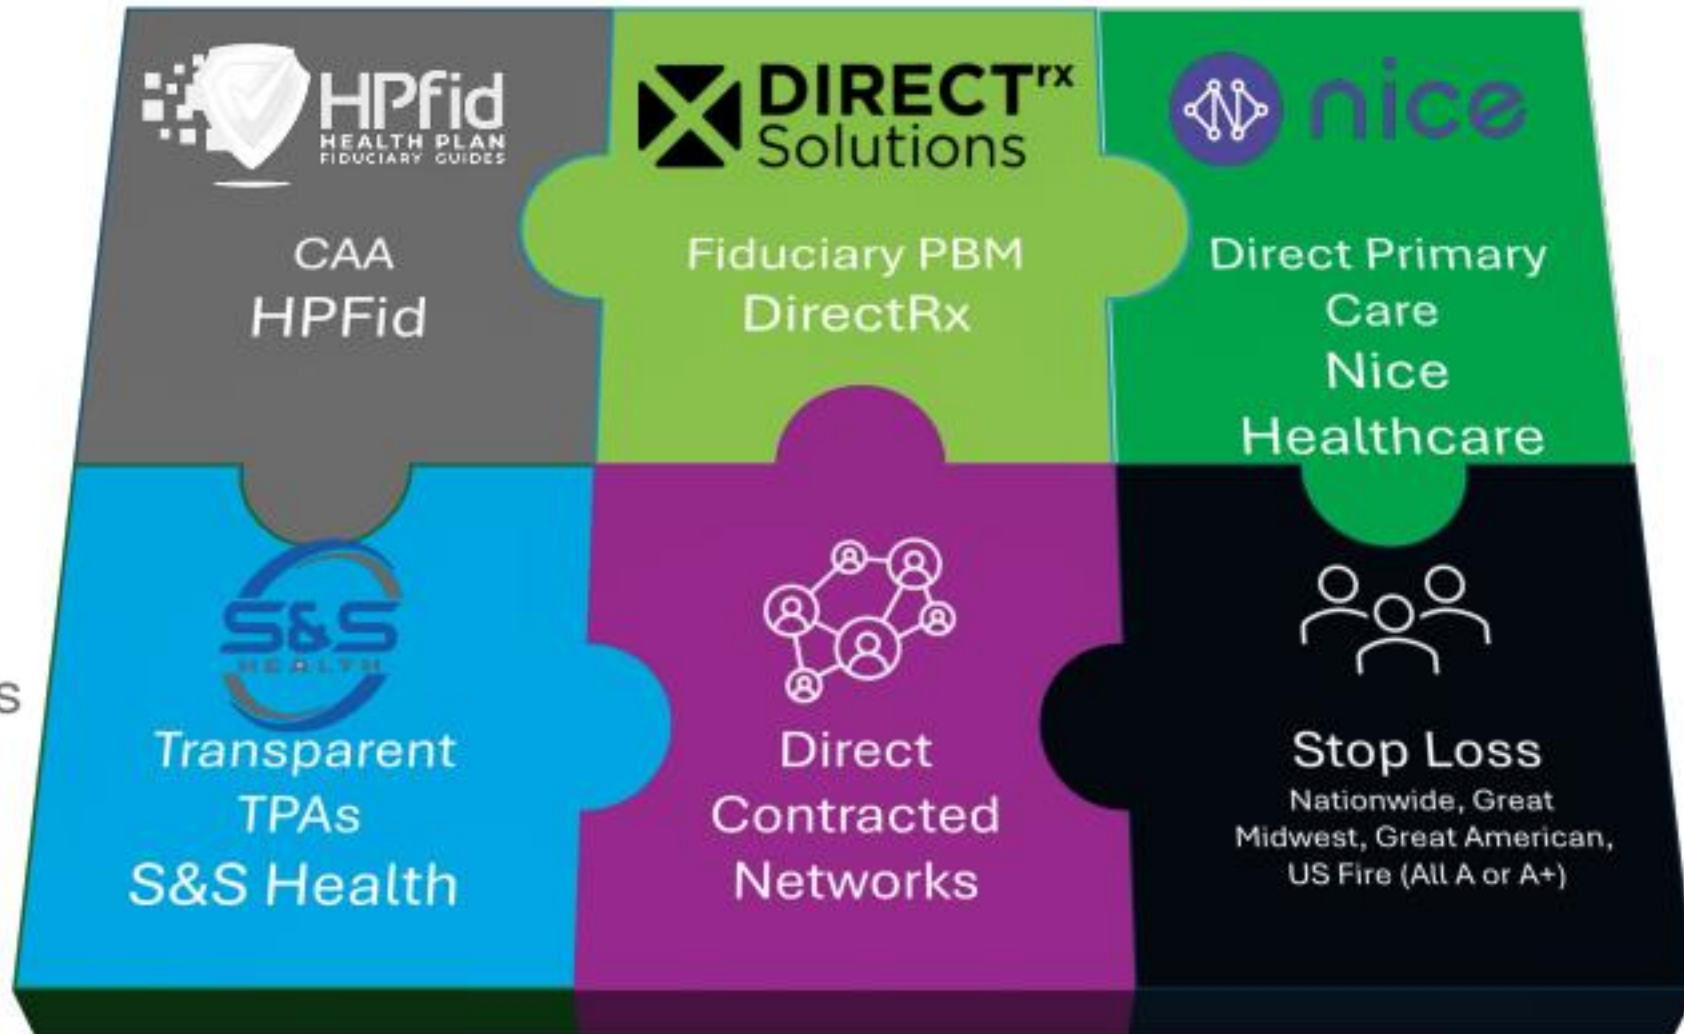 HPfid
HEALTH PLAN
FIDUCIARY GUIDES
CAA
HPFid
DIRECTrx
Solutions
Fiduciary PBM
DirectRx
nice
Direct Primary
Care
Nice
Healthcare
S&S
HEALTH
Transparent
TPAs
S&S Health
Direct
Contracted
Networks
Stop Loss
Nationwide, Great
Midwest, Great American,
US Fire (All A or A+)
s